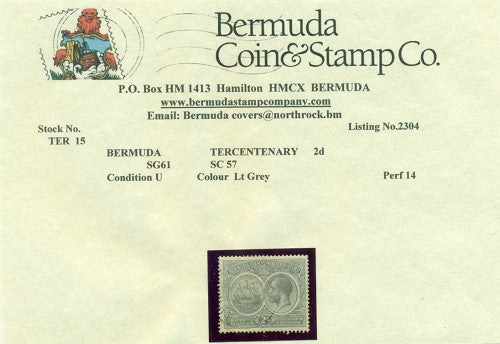 Bermuda
Coin&Stamp Co.
P.O. Box HM 1413 Hamilton HMCX BERMUDA
www.bermudastampcompany.com
Email: Bermuda covers@northrock.bm
Stock No. Listing No.2304
TER 15
BERMUDA TERCENTENARY 2d
SG61 SC 57
Condition U Colour Lt Grey Perf 14